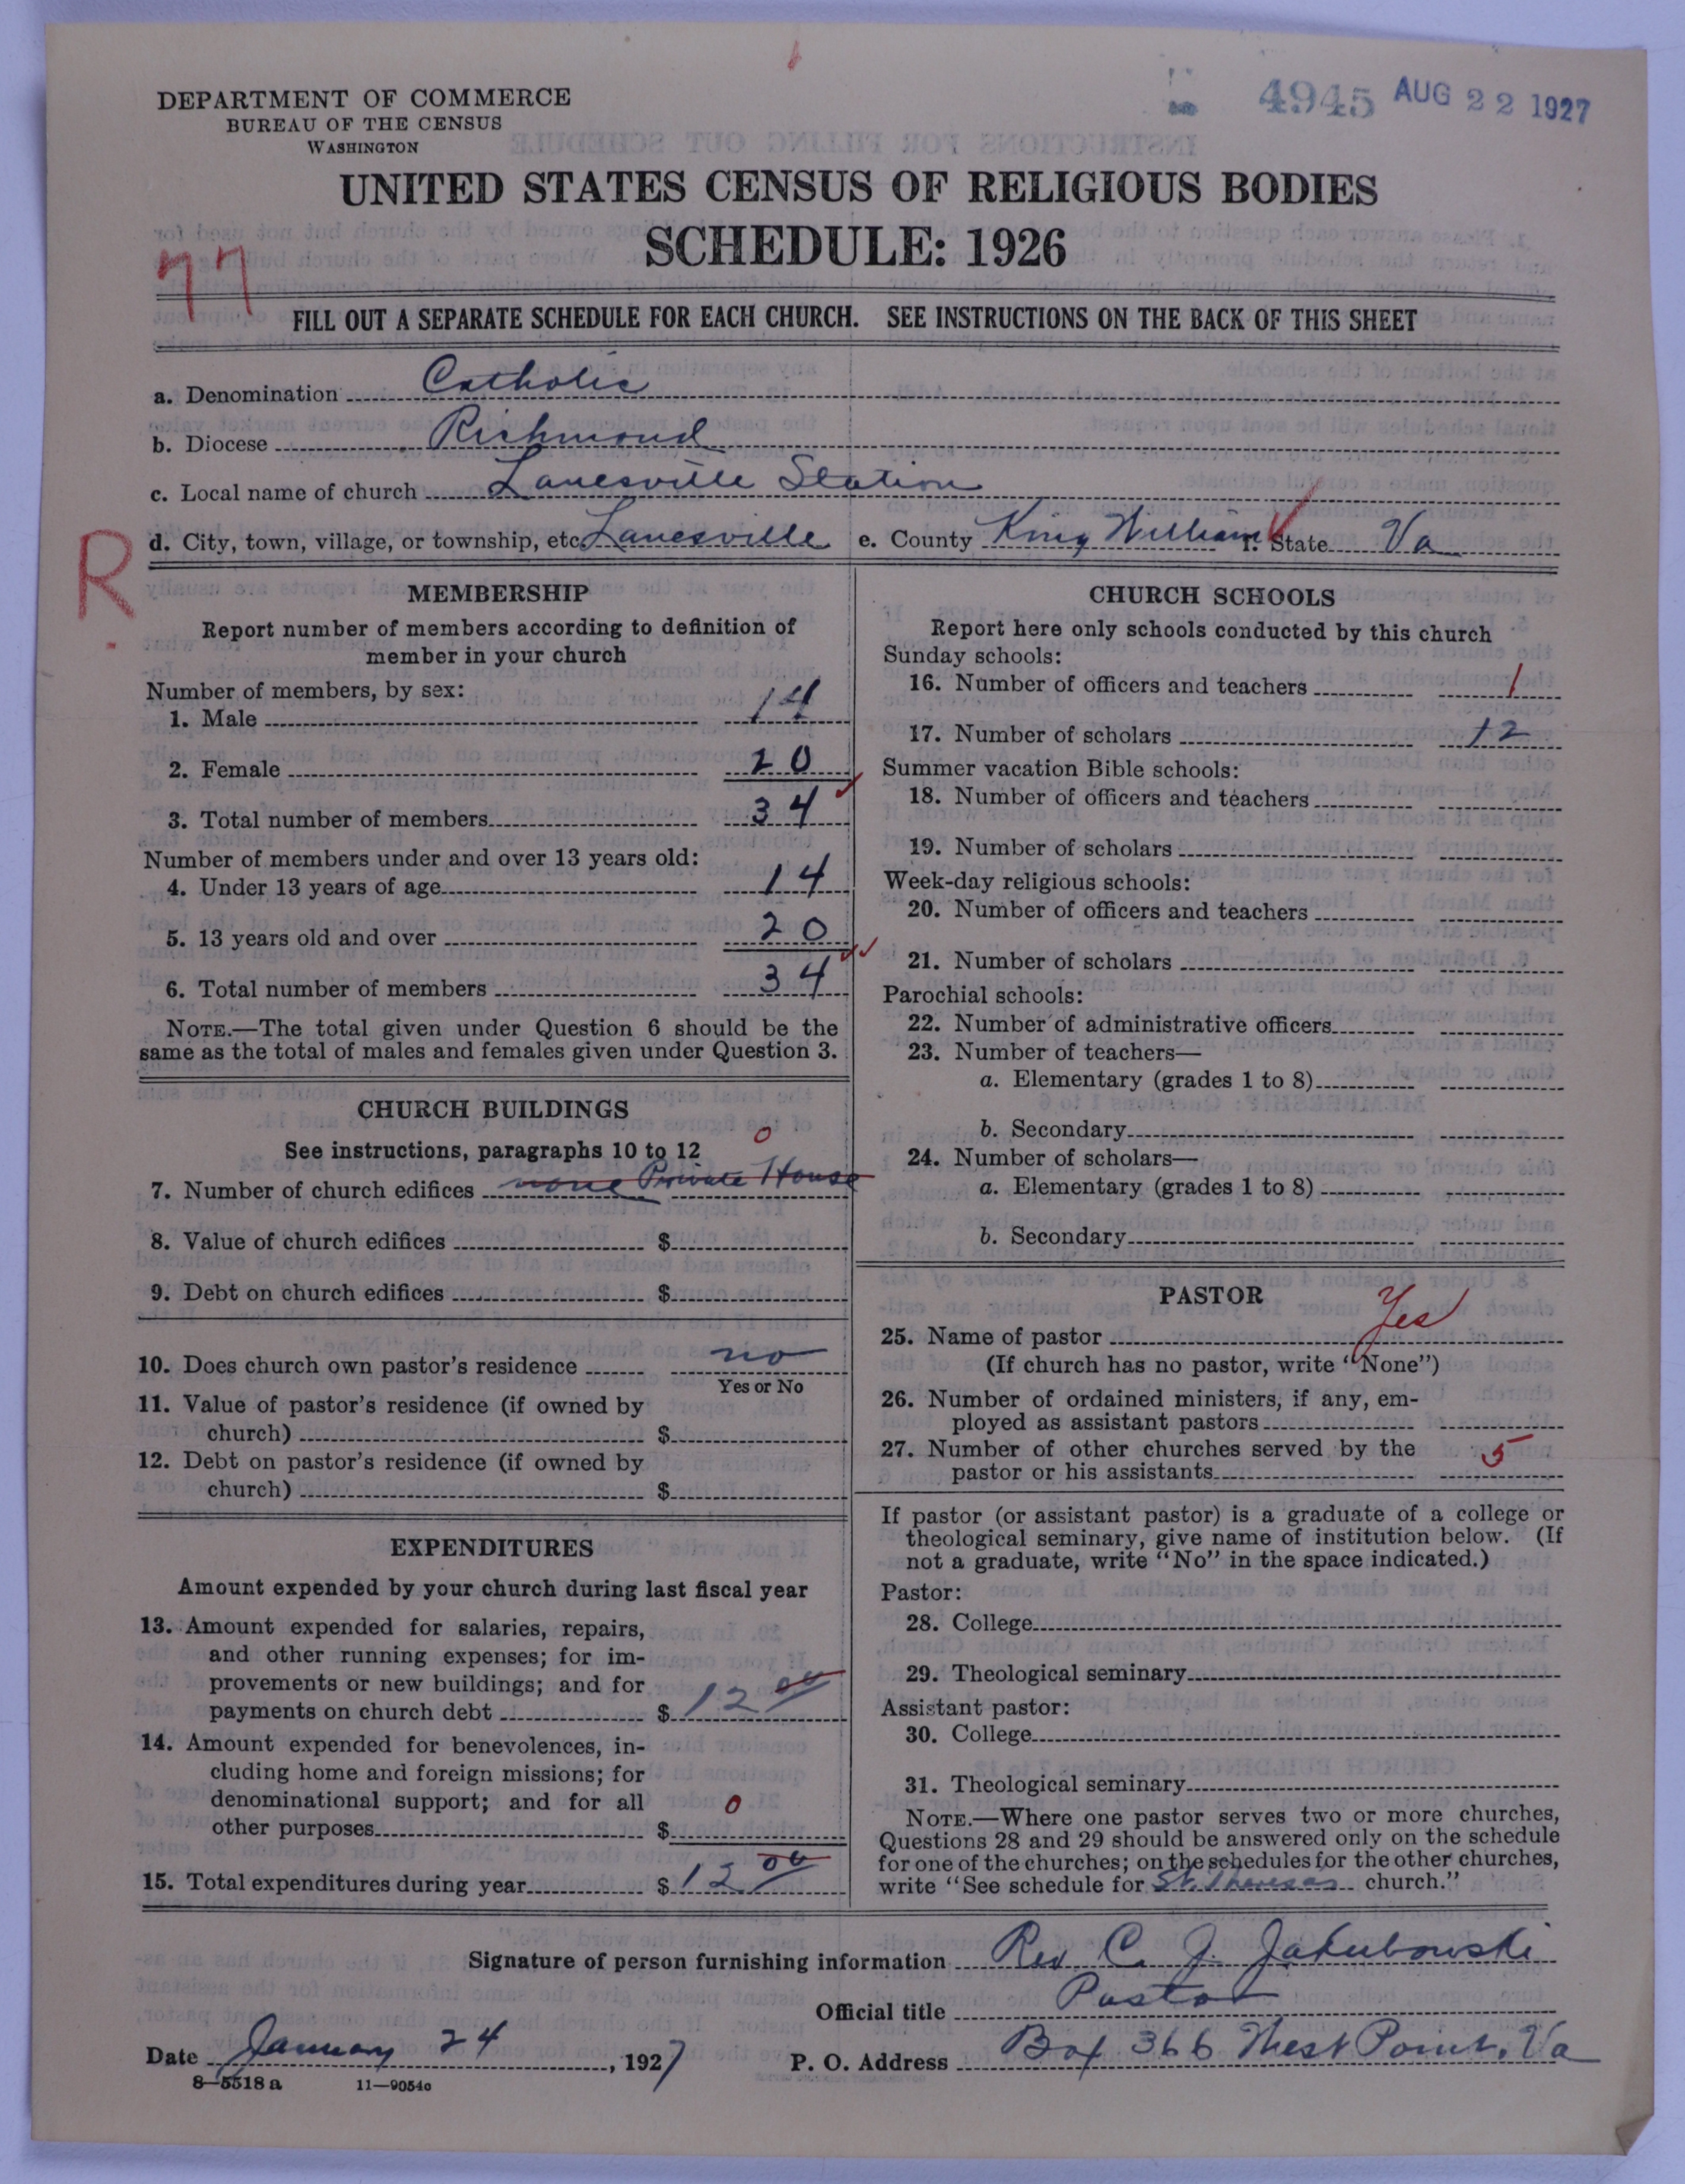 4945 AUG 22 1927
DEPARTMENT OF COMMERCE
BUREAU OF THE CENSUS
WASHINGTON
UNITED STATES CENSUS OF RELIGIOUS BODIES
SCHEDULE: 1926
77
FILL OUT A SEPARATE SCHEDULE FOR EACH CHURCH. SEE INSTRUCTIONS ON THE BACK OF THIS SHEET
a. Denomination Catholic
b. Diocese Richmond
c. Local name of church Lanesville Station
d. City, town, village, or township, etc. Lanesville e. County King William f. State Va
R
MEMBERSHIP
Report number of members according to definition of
member in your church
Number of members, by sex:
1. Male 14
2. Female 20
3. Total number of members 34
Number of members under and over 13 years old:
4. Under 13 years of age 14
5. 13 years old and over 20
6. Total number of members 34
NOTE.—The total given under Question 6 should be the
same as the total of males and females given under Question 3.
CHURCH BUILDINGS
See instructions, paragraphs 10 to 12
0
7. Number of church edifices none Private House
8. Value of church edifices $
9. Debt on church edifices $
10. Does church own pastor's residence no
Yes or No
11. Value of pastor's residence (if owned by
church) $
12. Debt on pastor's residence (if owned by
church) $
EXPENDITURES
Amount expended by your church during last fiscal year
13. Amount expended for salaries, repairs,
and other running expenses; for im-
provements or new buildings; and for
payments on church debt $ 12 00
14. Amount expended for benevolences, in-
cluding home and foreign missions; for
denominational support; and for all
other purposes $ 0
15. Total expenditures during year $ 12 00
CHURCH SCHOOLS
Report here only schools conducted by this church
Sunday schools:
16. Number of officers and teachers 1
17. Number of scholars 12
Summer vacation Bible schools:
18. Number of officers and teachers
19. Number of scholars
Week-day religious schools:
20. Number of officers and teachers
21. Number of scholars
Parochial schools:
22. Number of administrative officers
23. Number of teachers—
a. Elementary (grades 1 to 8)
b. Secondary
24. Number of scholars—
a. Elementary (grades 1 to 8)
b. Secondary
PASTOR
25. Name of pastor Yes
(If church has no pastor, write "None")
26. Number of ordained ministers, if any, em-
ployed as assistant pastors
27. Number of other churches served by the
pastor or his assistants 5
If pastor (or assistant pastor) is a graduate of a college or
theological seminary, give name of institution below. (If
not a graduate, write "No" in the space indicated.)
Pastor:
28. College
29. Theological seminary
Assistant pastor:
30. College
31. Theological seminary
NOTE.—Where one pastor serves two or more churches,
Questions 28 and 29 should be answered only on the schedule
for one of the churches; on the schedules for the other churches,
write "See schedule for St. Theresas church."
Signature of person furnishing information Rev C. J. Jakubowski
Official title Pastor
Date January 24, 1927 P. O. Address Box 366 West Point, Va
8—5518 a 11—9054c